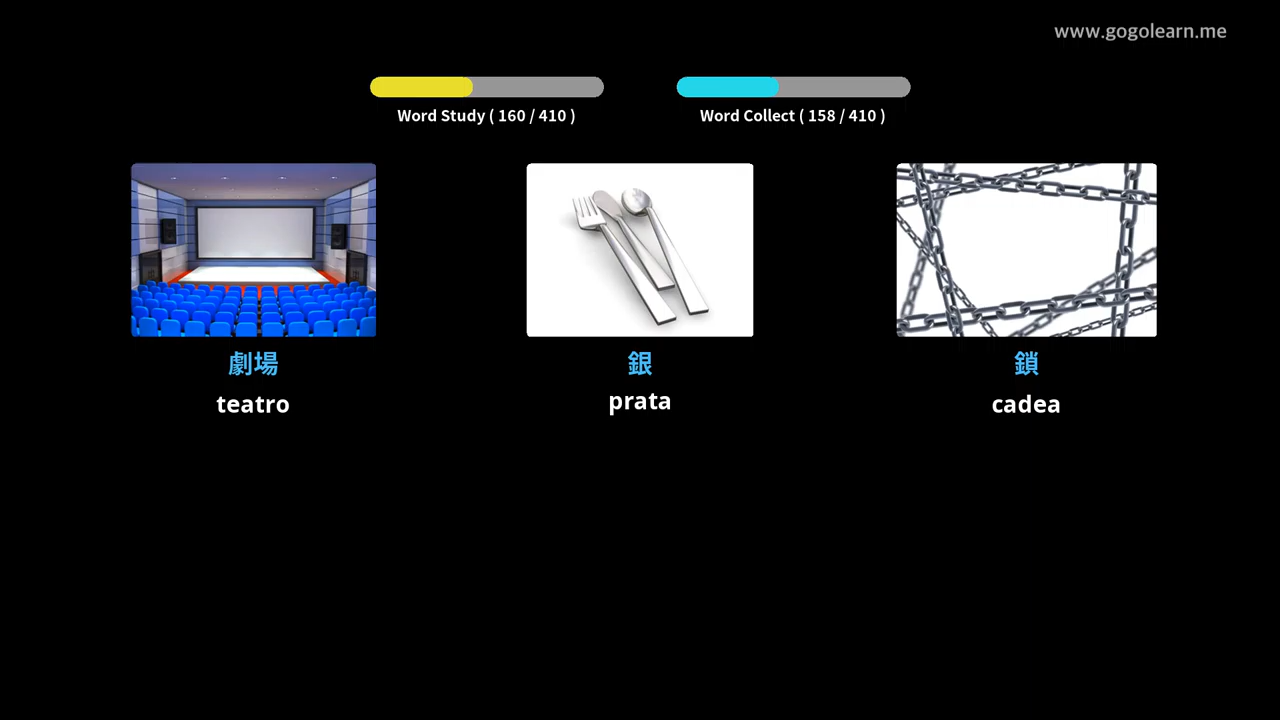 www.gogolearn.me
Word Study ( 160 / 410 )
Word Collect ( 158 / 410 )
劇場
銀
鎖
teatro
prata
cadea